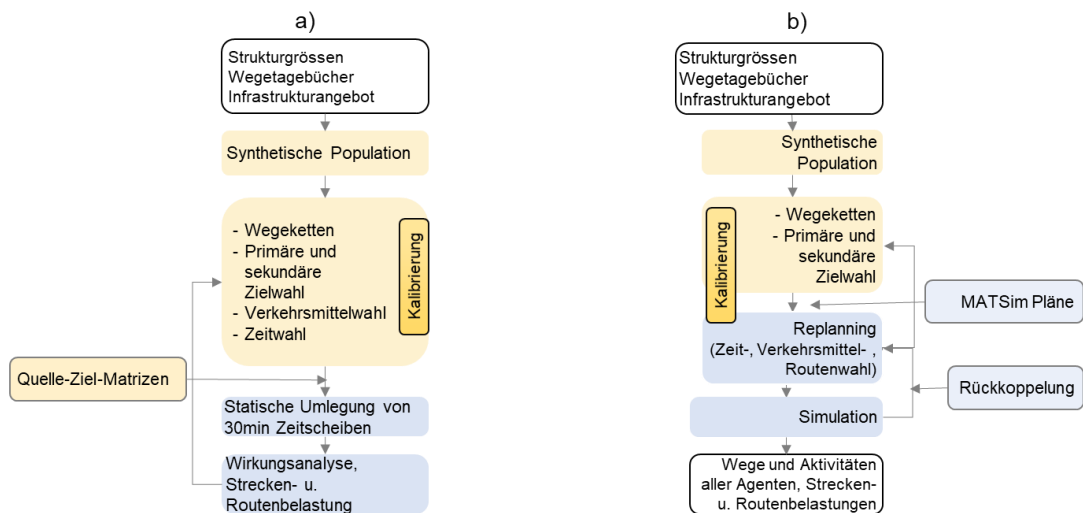 a)
Strukturgrössen
Wegetagebücher
Infrastrukturangebot
Synthetische Population
- Wegeketten
- Primäre und
sekundäre
Zielwahl
- Verkehrsmittelwahl
- Zeitwahl
Kalibrierung
Quelle-Ziel-Matrizen
Statische Umlegung von
30min Zeitscheiben
Wirkungsanalyse,
Strecken- u.
Routenbelastung
b)
Strukturgrössen
Wegetagebücher
Infrastrukturangebot
Synthetische
Population
Kalibrierung
- Wegeketten
- Primäre und
sekundäre
Zielwahl
MATSim Pläne
Replanning
(Zeit-, Verkehrsmittel- ,
Routenwahl)
Rückkoppelung
Simulation
Wege und Aktivitäten
aller Agenten, Strecken-
u. Routenbelastungen